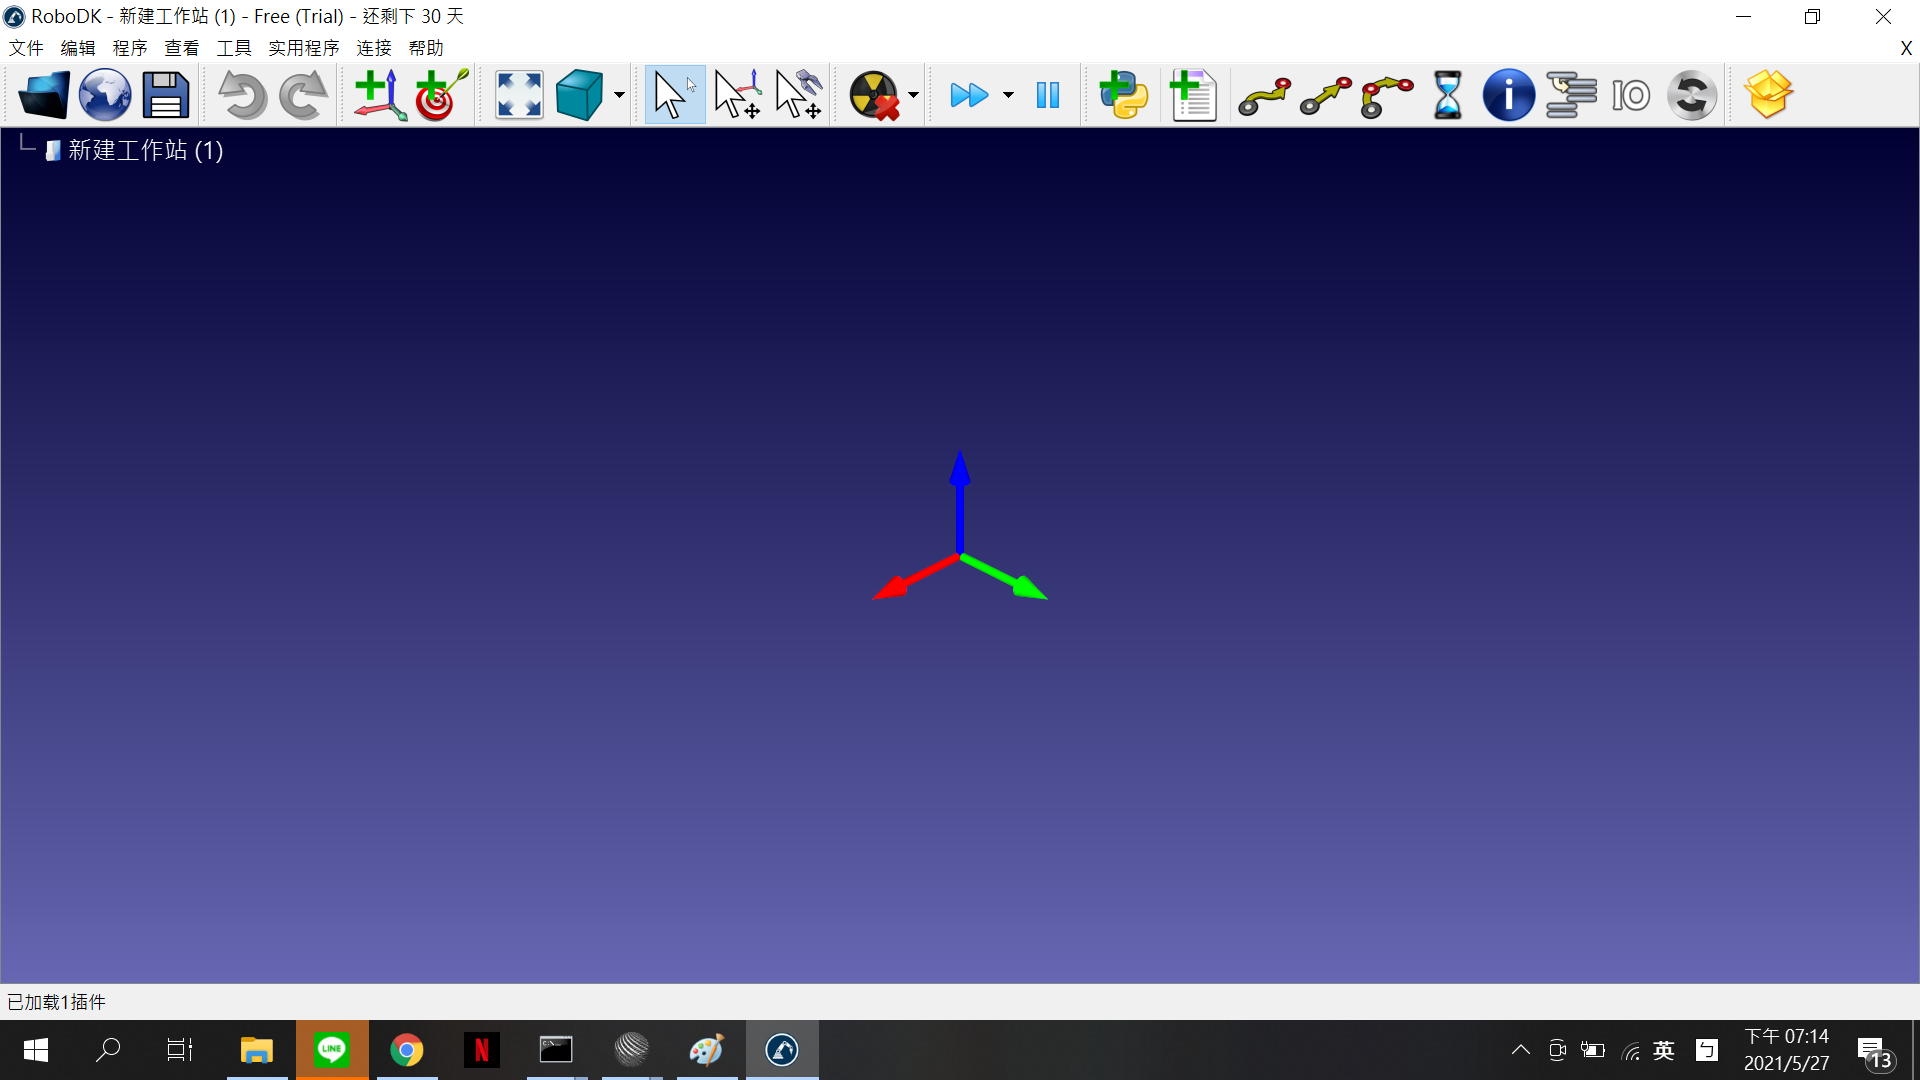 RoboDK - 新建工作站 (1) - Free (Trial) - 还剩下 30 天
文件 编辑 程序 查看 工具 实用程序 连接 帮助 X
IO
新建工作站 (1)
已加载1插件
LINE
N
C:\
英
ㄅ
下午 07:14
2021/5/27
13